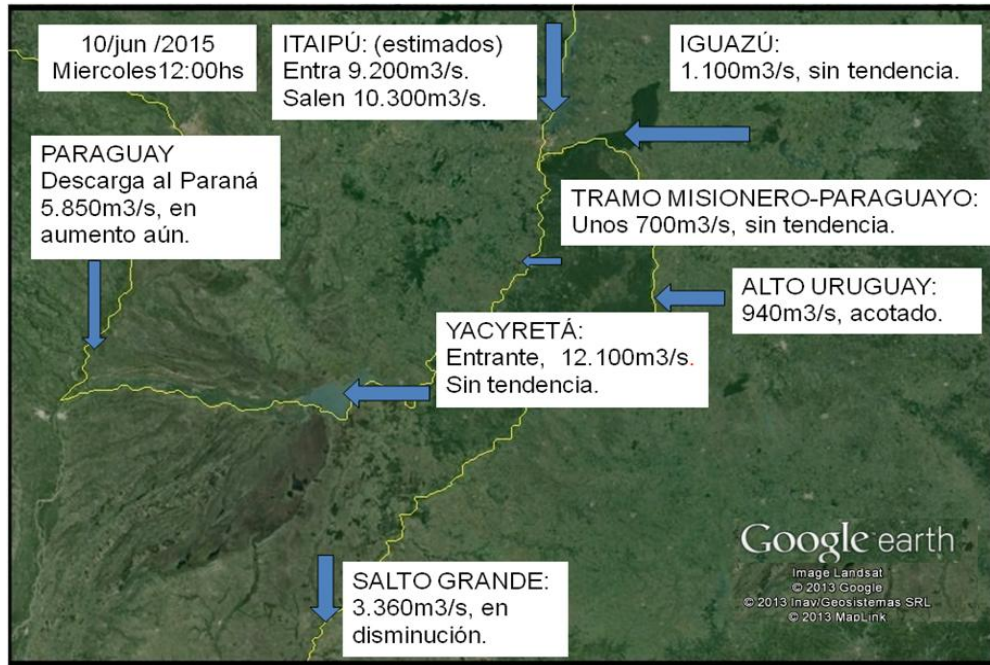 10/jun /2015
Miercoles12:00hs
ITAIPÚ: (estimados)
Entra 9.200m3/s.
Salen 10.300m3/s.
IGUAZÚ:
1.100m3/s, sin tendencia.
PARAGUAY
Descarga al Paraná
5.850m3/s, en
aumento aún.
TRAMO MISIONERO-PARAGUAYO:
Unos 700m3/s, sin tendencia.
ALTO URUGUAY:
940m3/s, acotado.
YACYRETÁ:
Entrante, 12.100m3/s.
Sin tendencia.
SALTO GRANDE:
3.360m3/s, en
disminución.
Google earth
Image Landsat
© 2013 Google
© 2013 Inav/Geosistemas SRL
© 2013 MapLink